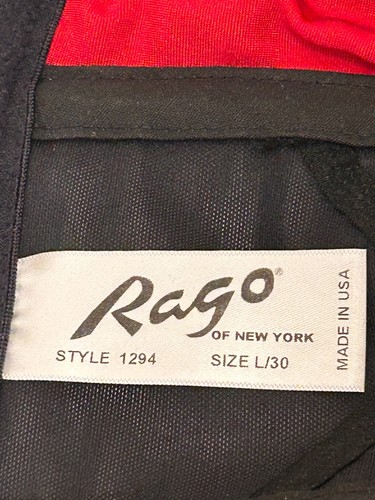 Rago®
OF NEW YORK
STYLE 1294 SIZE L/30
MADE IN USA